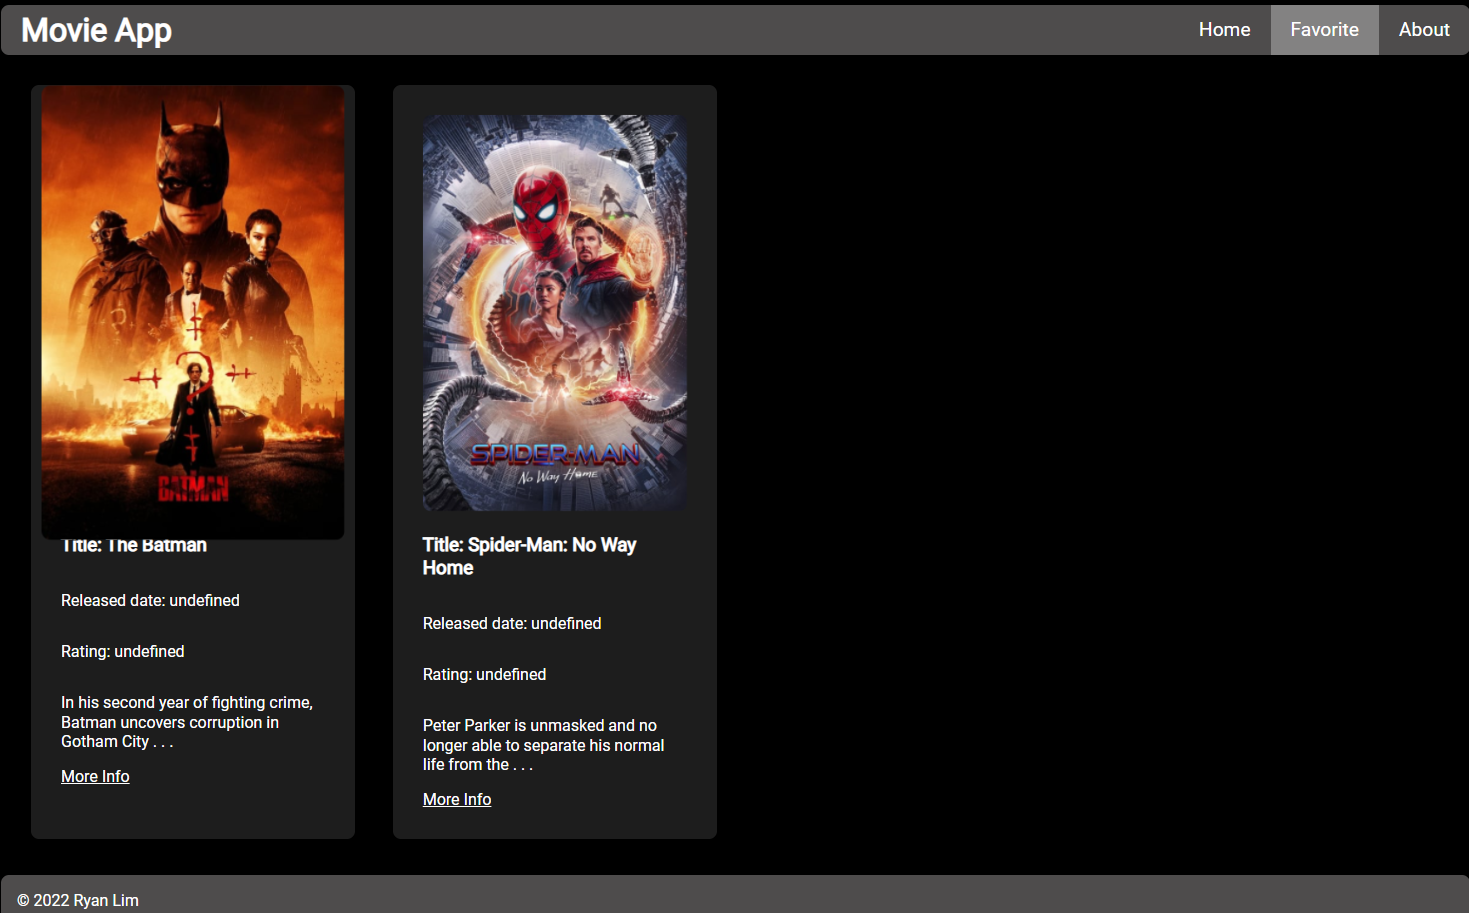 Movie App
Home
Favorite
About
BATMAN
Title: The Batman
Released date: undefined
Rating: undefined
In his second year of fighting crime,
Batman uncovers corruption in
Gotham City . . .
More Info
SPIDER-MAN
No Way Home
Title: Spider-Man: No Way
Home
Released date: undefined
Rating: undefined
Peter Parker is unmasked and no
longer able to separate his normal
life from the . . .
More Info
© 2022 Ryan Lim